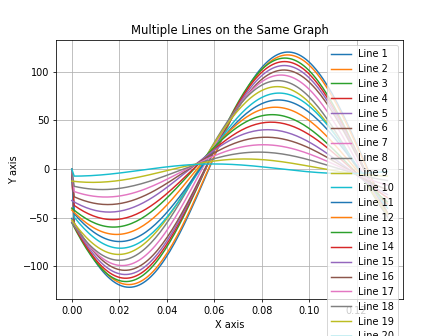 Multiple Lines on the Same Graph
Y axis
100
50
0
−50
−100
0.00
0.02
0.04
0.06
0.08
0.10
X axis
Line 1
Line 2
Line 3
Line 4
Line 5
Line 6
Line 7
Line 8
Line 9
Line 10
Line 11
Line 12
Line 13
Line 14
Line 15
Line 16
Line 17
Line 18
Line 19
Line 20